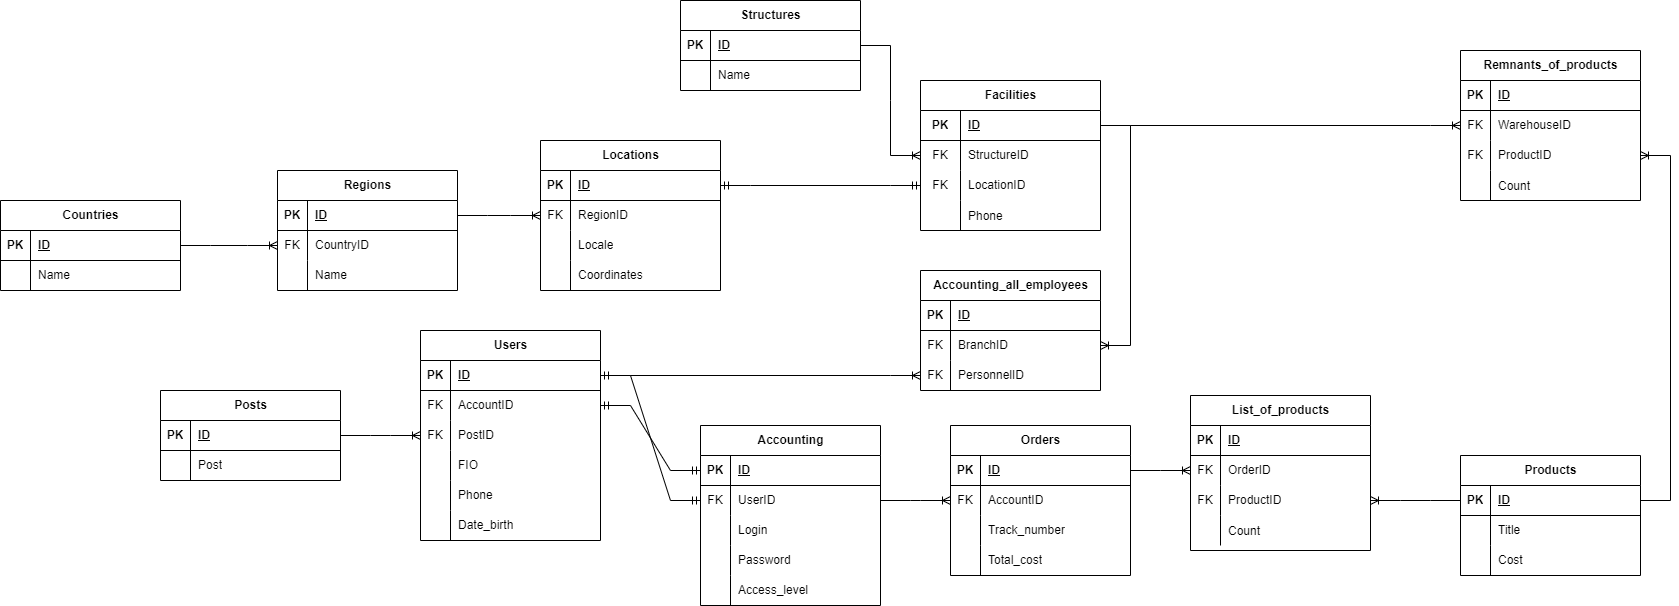 Structures
PK ID
Name
Remnants_of_products
PK ID
FK WarehouseID
FK ProductID
Count
Facilities
PK ID
FK StructureID
FK LocationID
Phone
Locations
PK ID
FK RegionID
Locale
Coordinates
Regions
PK ID
FK CountryID
Name
Countries
PK ID
Name
Accounting_all_employees
PK ID
FK BranchID
FK PersonnelID
Users
PK ID
FK AccountID
FK PostID
FIO
Phone
Date_birth
Posts
PK ID
Post
Accounting
PK ID
FK UserID
Login
Password
Access_level
Orders
PK ID
FK AccountID
Track_number
Total_cost
List_of_products
PK ID
FK OrderID
FK ProductID
Count
Products
PK ID
Title
Cost